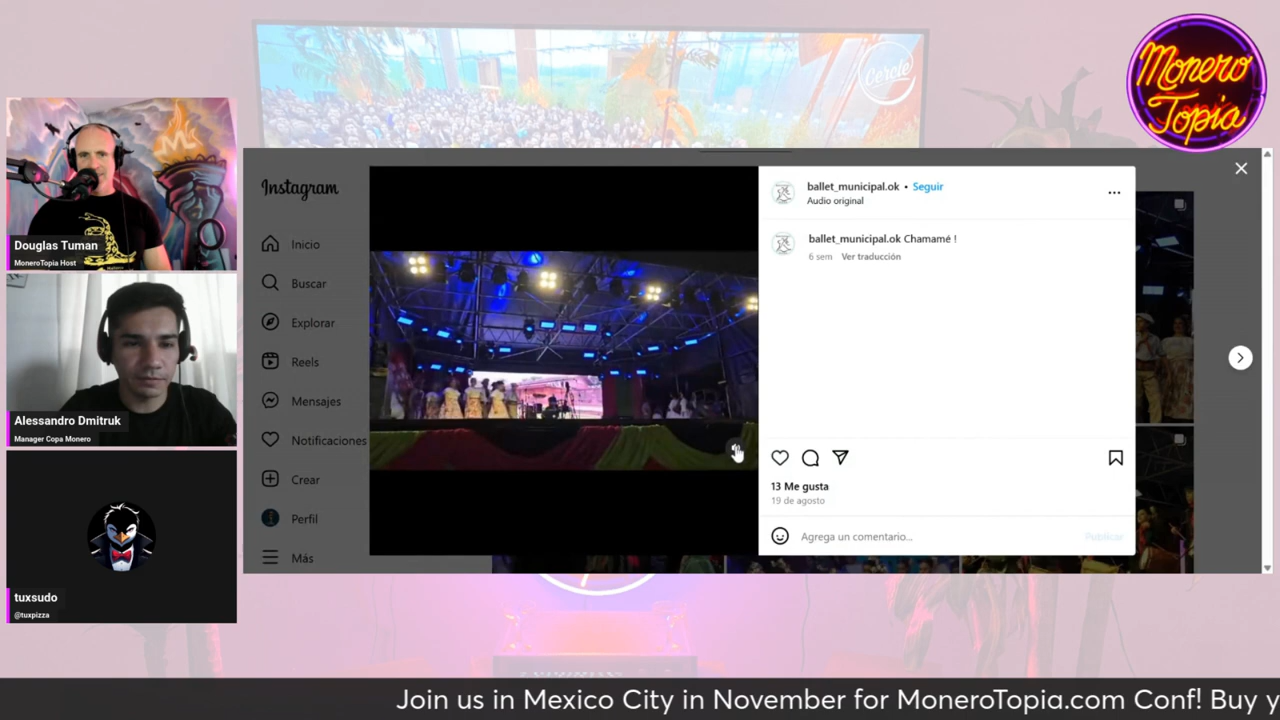 Monero
Topia
Cercle
Instagram
Inicio
Buscar
Explorar
Reels
Mensajes
Notificaciones
Crear
Perfil
Más
ballet_municipal.ok • Seguir
Audio original
ballet_municipal.ok Chamamé !
6 sem Ver traducción
13 Me gusta
19 de agosto
Agrega un comentario...
Publicar
Douglas Tuman
MoneroTopia Host
Alessandro Dmitruk
Manager Copa Monero
tuxsudo
@tuxpizza
Join us in Mexico City in November for MoneroTopia.com Conf! Buy y